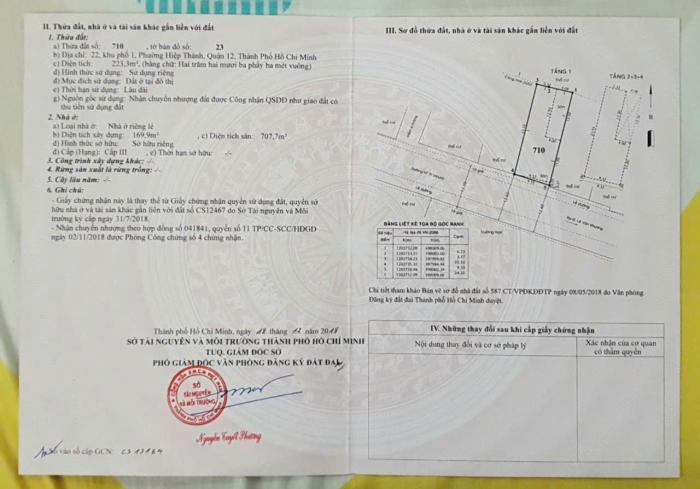 II. Thửa đất, nhà ở và tài sản khác gắn liền với đất
1. Thửa đất:
a) Thửa đất số: 710 , tờ bản đồ số: 23
b) Địa chỉ: 22, khu phố 1, Phường Hiệp Thành, Quận 12, Thành Phố Hồ Chí Minh
c) Diện tích: 223,3m², (bằng chữ: Hai trăm hai mươi ba phẩy ba mét vuông)
d) Hình thức sử dụng: Sử dụng riêng
đ) Mục đích sử dụng: Đất ở tại đô thị
e) Thời hạn sử dụng: Lâu dài
g) Nguồn gốc sử dụng: Nhận chuyển nhượng đất được Công nhận QSDĐ như giao đất có
thu tiền sử dụng đất
2. Nhà ở:
a) Loại nhà ở: Nhà ở riêng lẻ
b) Diện tích xây dựng: 169,9m² , c) Diện tích sàn: 707,7m²
d) Hình thức sở hữu: Sở hữu riêng
đ) Cấp (Hạng): Cấp III , e) Thời hạn sở hữu: -/-
3. Công trình xây dựng khác: -/-
4. Rừng sản xuất là rừng trồng: -/-
5. Cây lâu năm: -/-
6. Ghi chú:
- Giấy chứng nhận này là thay thế từ Giấy chứng nhận quyền sử dụng đất, quyền sở
hữu nhà ở và tài sản khác gắn liền với đất số CS12467 do Sở Tài nguyên và Môi
trường ký cấp ngày 31/7/2018.
- Nhận chuyển nhượng theo hợp đồng số 041841, quyển số 11 TP/CC-SCC/HĐGD
ngày 02/11/2018 được Phòng Công chứng số 4 chứng nhận.
Thành phố Hồ Chí Minh, ngày tháng năm
SỞ TÀI NGUYÊN VÀ MÔI TRƯỜNG THÀNH PHỐ HỒ CHÍ MINH
TUQ. GIÁM ĐỐC SỞ
PHÓ GIÁM ĐỐC VĂN PHÒNG ĐĂNG KÝ ĐẤT ĐAI
SỞ
TÀI NGUYÊN
VÀ MÔI TRƯỜNG
Nguyễn Tuyết Phương
Số vào sổ cấp GCN: CS 13164
III. Sơ đồ thửa đất, nhà ở và tài sản khác gắn liền với đất
TẦNG 1
TẦNG 2+3+4
710
BẢNG LIỆT KÊ TỌA ĐỘ GÓC RANH
Chi tiết tham khảo Bản vẽ sơ đồ nhà đất số 587.CT/VPĐKĐĐTP ngày 08/05/2018 do Văn phòng
Đăng ký đất đai Thành phố Hồ Chí Minh duyệt.
IV. Những thay đổi sau khi cấp giấy chứng nhận
Nội dung thay đổi và cơ sở pháp lý
Xác nhận của cơ quan
có thẩm quyền